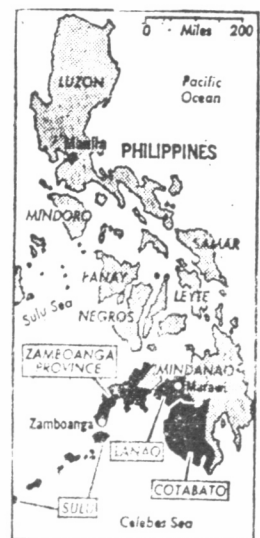 0 Miles 200
LUZON
Pacific
Ocean
Manila
PHILIPPINES
MINDORO
SAMAR
PANAY
LEYTE
Sulu Sea
NEGROS
ZAMBOANGA
PROVINCE
MINDANAO
Marawi
Zamboanga
LANAO
COTABATO
SULU
Celebes Sea